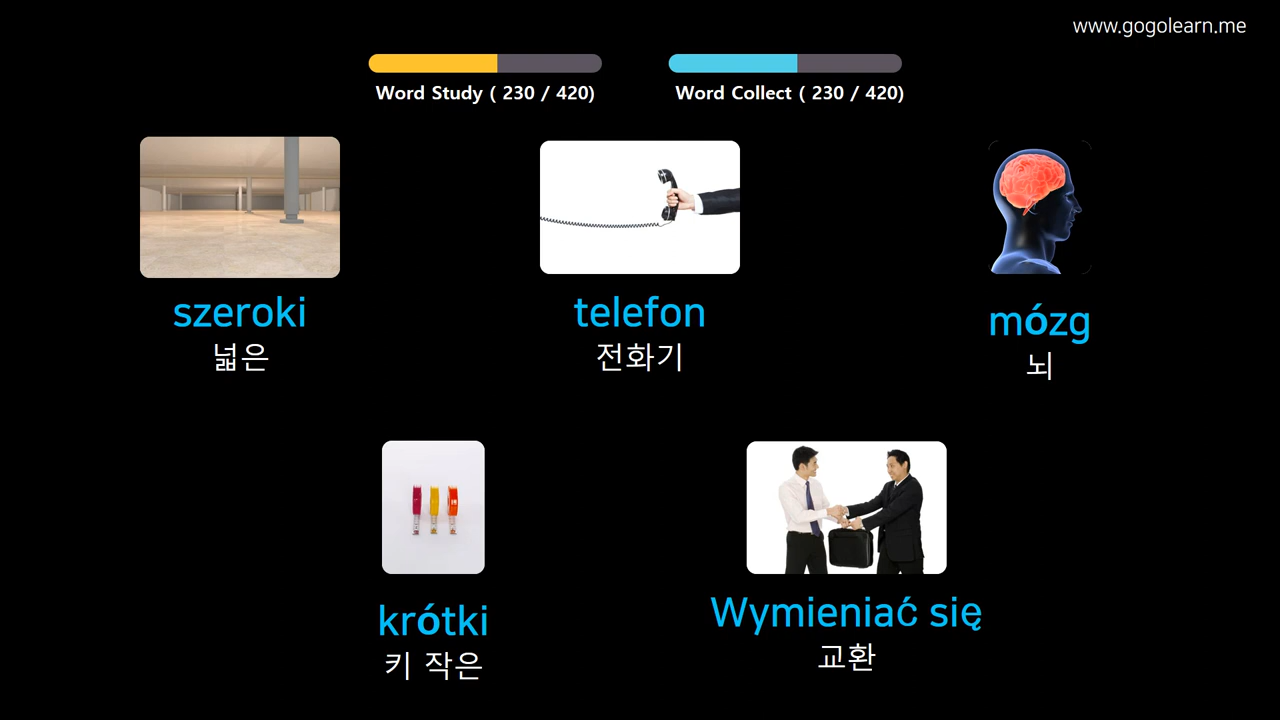 www.gogolearn.me
Word Study ( 230 / 420)
Word Collect ( 230 / 420)
szeroki
넓은
telefon
전화기
mózg
뇌
krótki
키 작은
Wymieniać się
교환